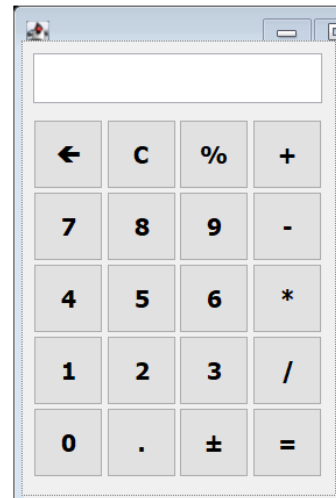 🡰 C % +
7 8 9 -
4 5 6 *
1 2 3 /
0 . ± =